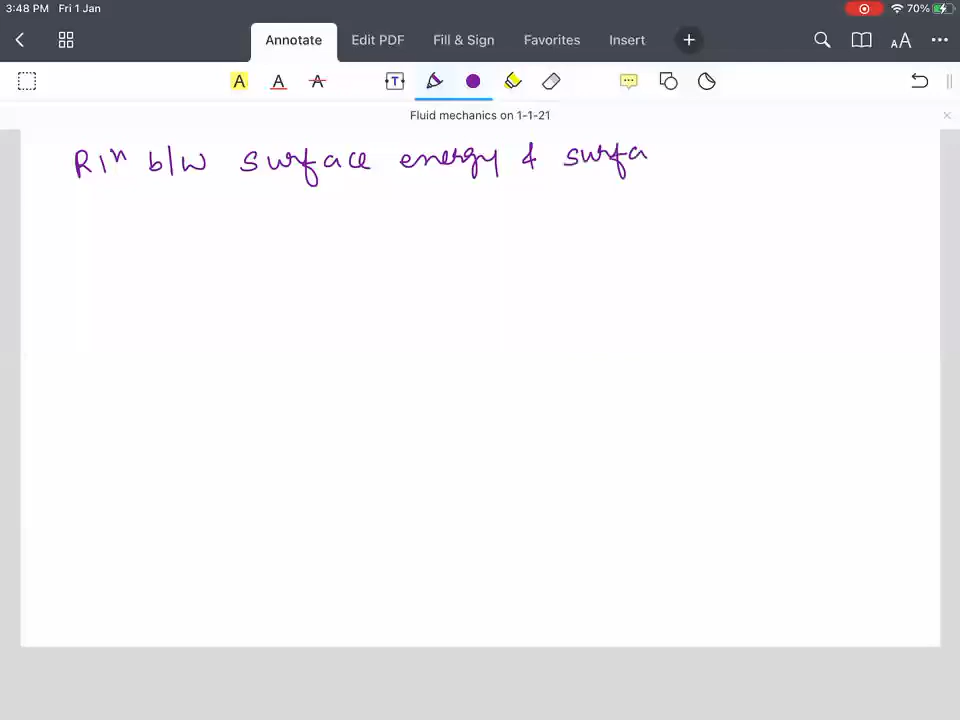 3:48 PM Fri 1 Jan 70%
Annotate Edit PDF Fill & Sign Favorites Insert
Fluid mechanics on 1-1-21
Rlⁿ b/w surface energy & surfa